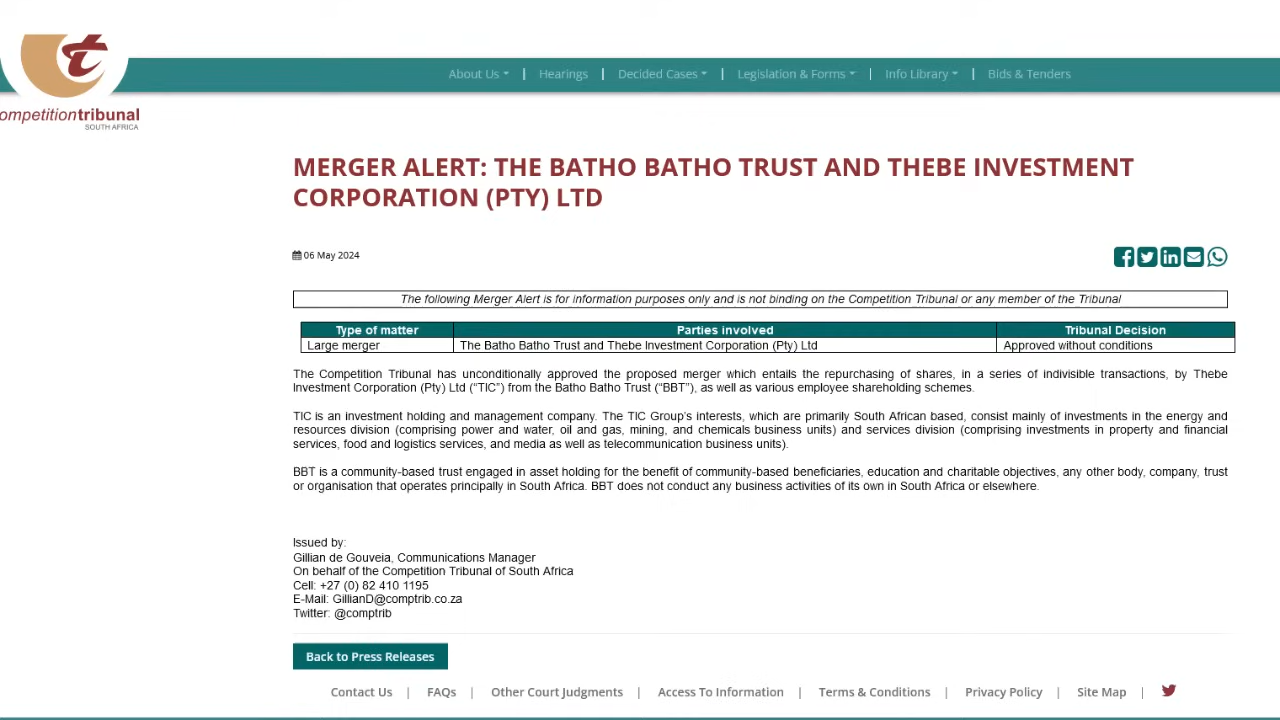 ompetitiontribunal
SOUTH AFRICA
About Us | Hearings | Decided Cases | Legislation & Forms | Info Library | Bids & Tenders
MERGER ALERT: THE BATHO BATHO TRUST AND THEBE INVESTMENT
CORPORATION (PTY) LTD
06 May 2024
The following Merger Alert is for information purposes only and is not binding on the Competition Tribunal or any member of the Tribunal
Type of matter Parties involved Tribunal Decision
Large merger The Batho Batho Trust and Thebe Investment Corporation (Pty) Ltd Approved without conditions
The Competition Tribunal has unconditionally approved the proposed merger which entails the repurchasing of shares, in a series of indivisible transactions, by Thebe
Investment Corporation (Pty) Ltd (“TIC”) from the Batho Batho Trust (“BBT”), as well as various employee shareholding schemes.
TIC is an investment holding and management company. The TIC Group’s interests, which are primarily South African based, consist mainly of investments in the energy and
resources division (comprising power and water, oil and gas, mining, and chemicals business units) and services division (comprising investments in property and financial
services, food and logistics services, and media as well as telecommunication business units).
BBT is a community-based trust engaged in asset holding for the benefit of community-based beneficiaries, education and charitable objectives, any other body, company, trust
or organisation that operates principally in South Africa. BBT does not conduct any business activities of its own in South Africa or elsewhere.
Issued by:
Gillian de Gouveia, Communications Manager
On behalf of the Competition Tribunal of South Africa
Cell: +27 (0) 82 410 1195
E-Mail: GillianD@comptrib.co.za
Twitter: @comptrib
Back to Press Releases
Contact Us | FAQs | Other Court Judgments | Access To Information | Terms & Conditions | Privacy Policy | Site Map |